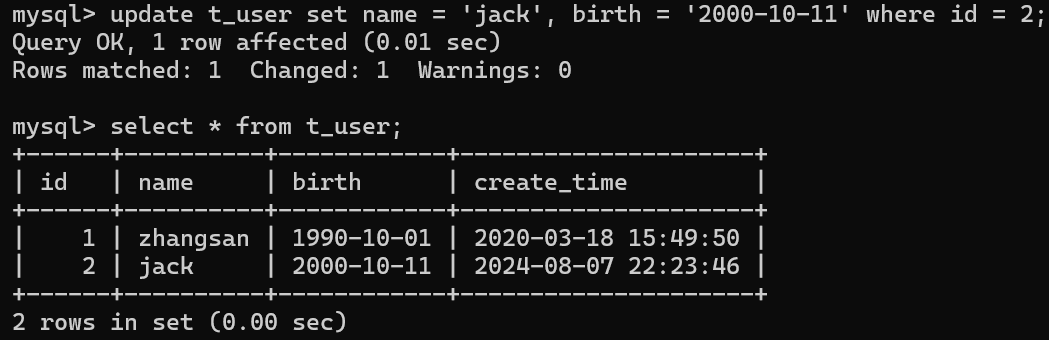 mysql> update t_user set name = 'jack', birth = '2000-10-11' where id = 2;
Query OK, 1 row affected (0.01 sec)
Rows matched: 1  Changed: 1  Warnings: 0

mysql> select * from t_user;
+------+----------+------------+---------------------+
| id   | name     | birth      | create_time         |
+------+----------+------------+---------------------+
|    1 | zhangsan | 1990-10-01 | 2020-03-18 15:49:50 |
|    2 | jack     | 2000-10-11 | 2024-08-07 22:23:46 |
+------+----------+------------+---------------------+
2 rows in set (0.00 sec)